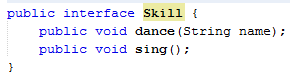 public interface Skill {
    public void dance(String name);
    public void sing();
}